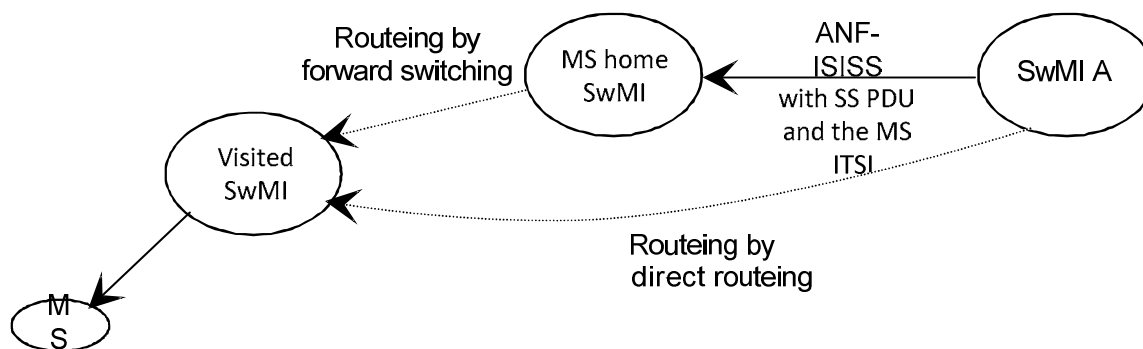 Routeing by
forward switching
MS home
SwMI
ANF-
ISISS
with SS PDU
and the MS
ITSI
SwMI A
Visited
SwMI
Routeing by
direct routeing
M
S